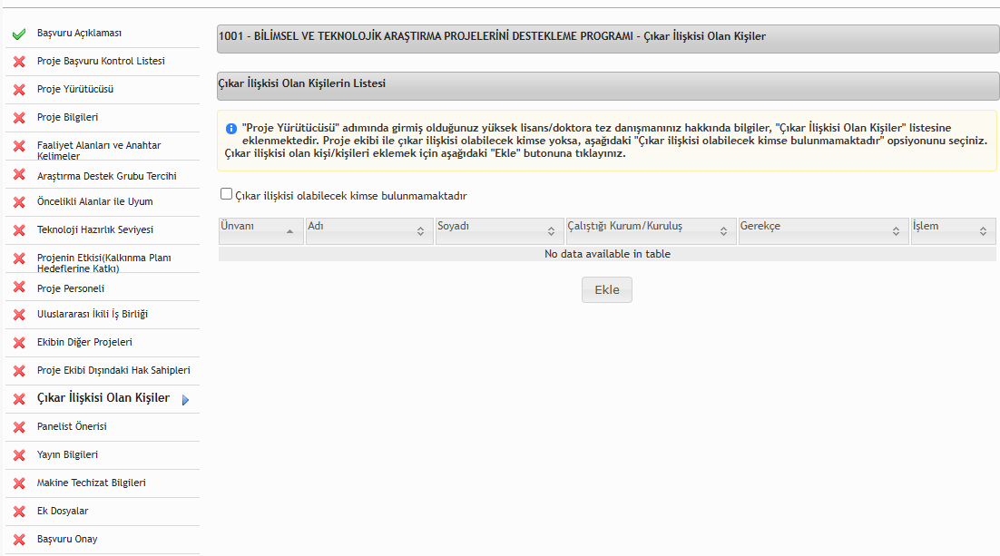 Başvuru Açıklaması
Proje Başvuru Kontrol Listesi
Proje Yürütücüsü
Proje Bilgileri
Faaliyet Alanları ve Anahtar
Kelimeler
Araştırma Destek Grubu Tercihi
Öncelikli Alanlar ile Uyum
Teknoloji Hazırlık Seviyesi
Projenin Etkisi(Kalkınma Planı
Hedeflerine Katkı)
Proje Personeli
Uluslararası İkili İş Birliği
Ekibin Diğer Projeleri
Proje Ekibi Dışındaki Hak Sahipleri
Çıkar İlişkisi Olan Kişiler
Panelist Önerisi
Yayın Bilgileri
Makine Techizat Bilgileri
Ek Dosyalar
Başvuru Onay
1001 - BİLİMSEL VE TEKNOLOJİK ARAŞTIRMA PROJELERİNİ DESTEKLEME PROGRAMI - Çıkar İlişkisi Olan Kişiler
Çıkar İlişkisi Olan Kişilerin Listesi
"Proje Yürütücüsü" adımında girmiş olduğunuz yüksek lisans/doktora tez danışmanınız hakkında bilgiler, "Çıkar İlişkisi Olan Kişiler" listesine
eklenmektedir. Proje ekibi ile çıkar ilişkisi olabilecek kimse yoksa, aşağıdaki "Çıkar ilişkisi olabilecek kimse bulunmamaktadır" opsiyonunu seçiniz.
Çıkar ilişkisi olan kişi/kişileri eklemek için aşağıdaki "Ekle" butonuna tıklayınız.
Çıkar ilişkisi olabilecek kimse bulunmamaktadır
Ünvanı Adı Soyadı Çalıştığı Kurum/Kuruluş Gerekçe İşlem
No data available in table
Ekle